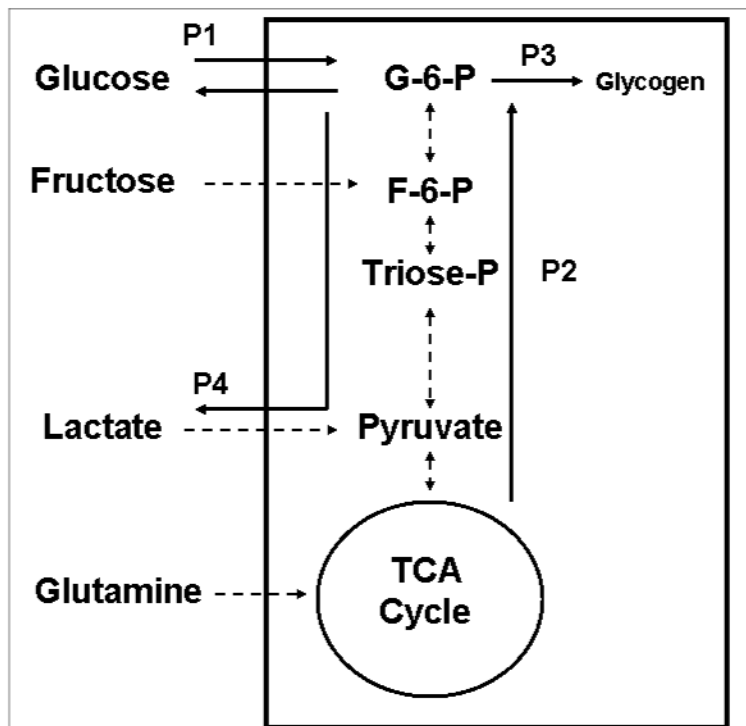 P1
Glucose
G-6-P
P3
Glycogen
Fructose
F-6-P
Triose-P
P2
P4
Lactate
Pyruvate
Glutamine
TCA
Cycle